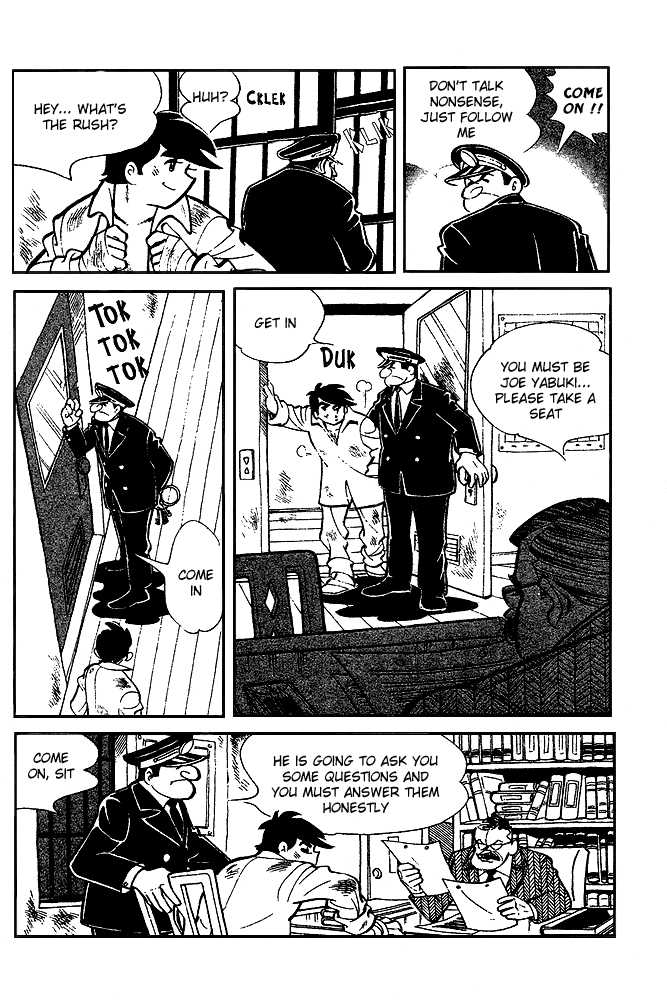 HEY... WHAT'S
THE RUSH?
HUH?
CKLEK
KLIK
DON'T TALK
NONSENSE,
JUST FOLLOW
ME
COME
ON !!
TOK
TOK
TOK
COME
IN
GET IN
DUK
YOU MUST BE
JOE YABUKI...
PLEASE TAKE A
SEAT
COME
ON, SIT
HE IS GOING TO ASK YOU
SOME QUESTIONS AND
YOU MUST ANSWER THEM
HONESTLY